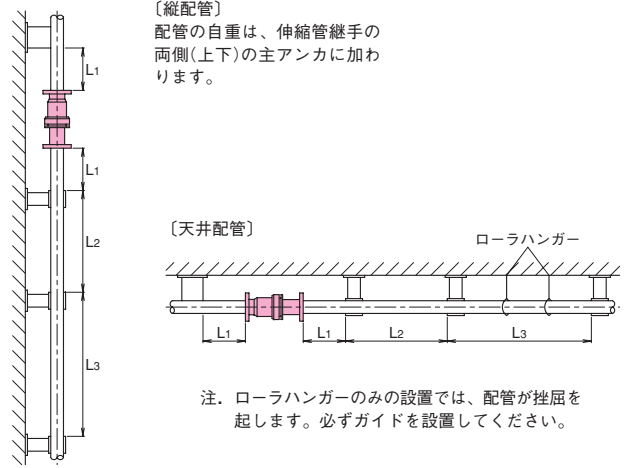 〔縦配管〕
配管の自重は、伸縮管継手の
両側(上下)の主アンカに加わ
ります。
L1
L1
L2
L3
〔天井配管〕
ローラハンガー
L1
L1
L2
L3
注．ローラハンガーのみの設置では、配管が挫屈を
起します。必ずガイドを設置してください。